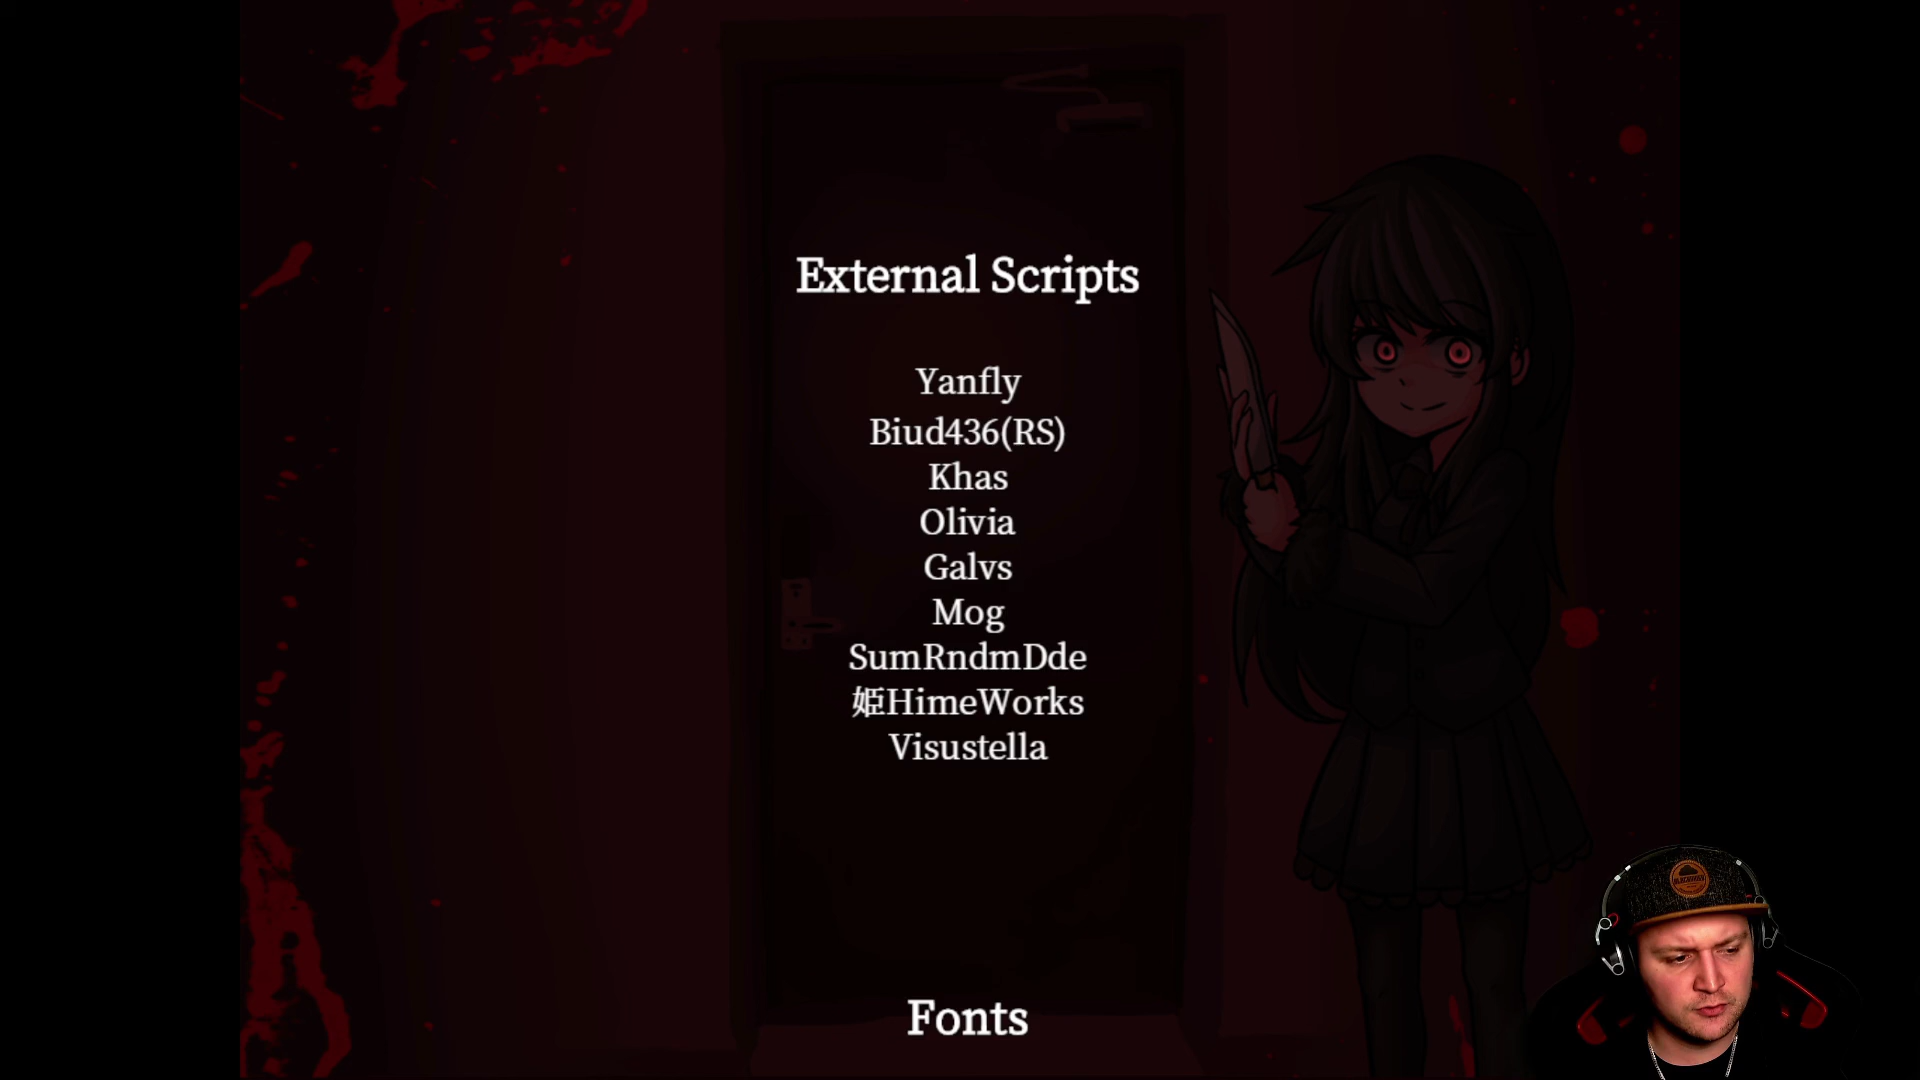 External Scripts
Yanfly
Biud436(RS)
Khas
Olivia
Galvs
Mog
SumRndmDde
姫HimeWorks
Visustella
Fonts